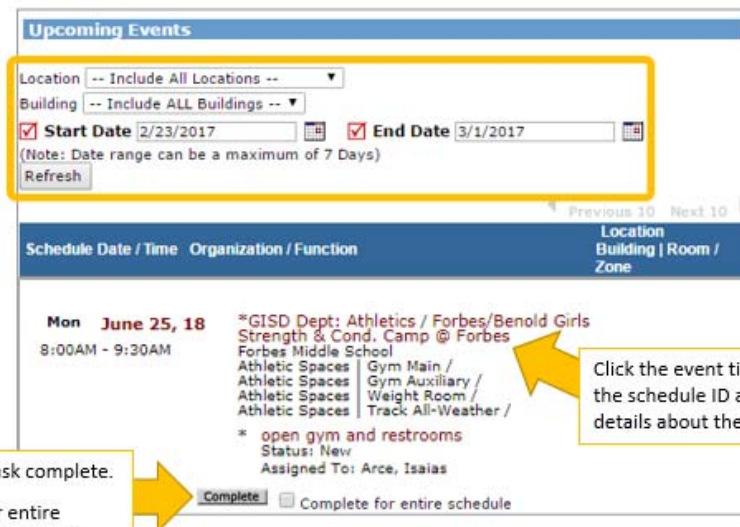 Upcoming Events
Location -- Include All Locations --
Building -- Include ALL Buildings --
Start Date 2/23/2017 End Date 3/1/2017
(Note: Date range can be a maximum of 7 Days)
Refresh
Previous 10 Next 10
Schedule Date / Time Organization / Function
Location
Building | Room /
Zone
Mon June 25, 18
8:00AM - 9:30AM
*GISD Dept: Athletics / Forbes/Benold Girls
Strength & Cond. Camp @ Forbes
Forbes Middle School
Athletic Spaces | Gym Main /
Athletic Spaces | Gym Auxiliary /
Athletic Spaces | Weight Room /
Athletic Spaces | Track All-Weather /
* open gym and restrooms
Status: New
Assigned To: Arce, Isaias
Complete Complete for entire schedule
Click the event ti
the schedule ID a
details about the
sk complete.
entire